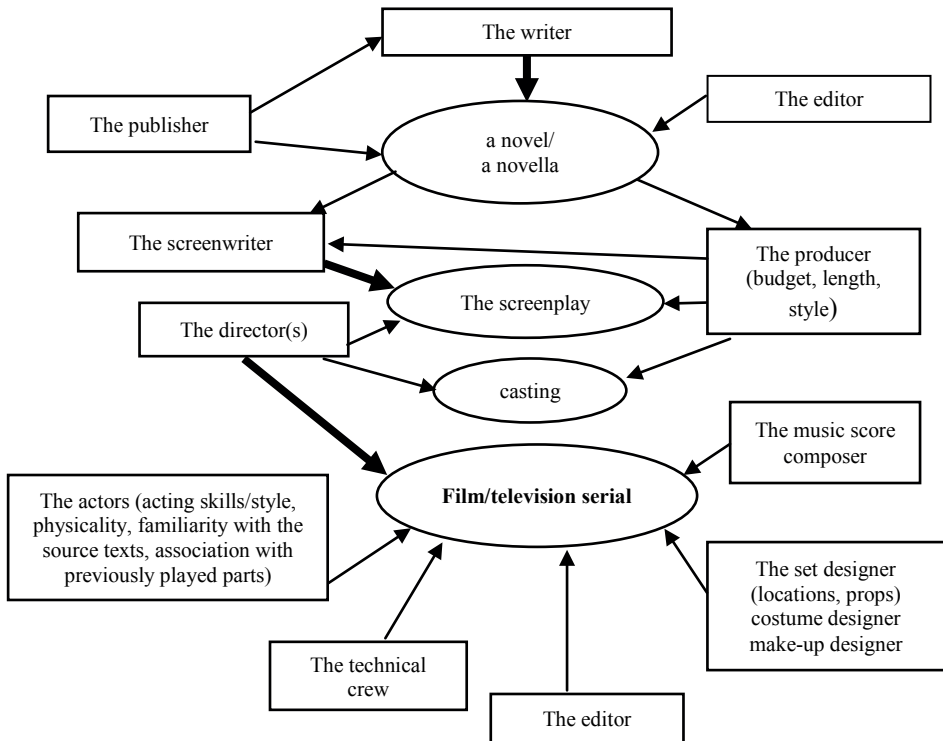 The writer
The editor
The publisher
a novel/
a novella
The screenwriter
The producer
(budget, length,
style)
The screenplay
The director(s)
casting
The music score
composer
Film/television serial
The actors (acting skills/style,
physicality, familiarity with the
source texts, association with
previously played parts)
The set designer
(locations, props)
costume designer
make-up designer
The technical
crew
The editor